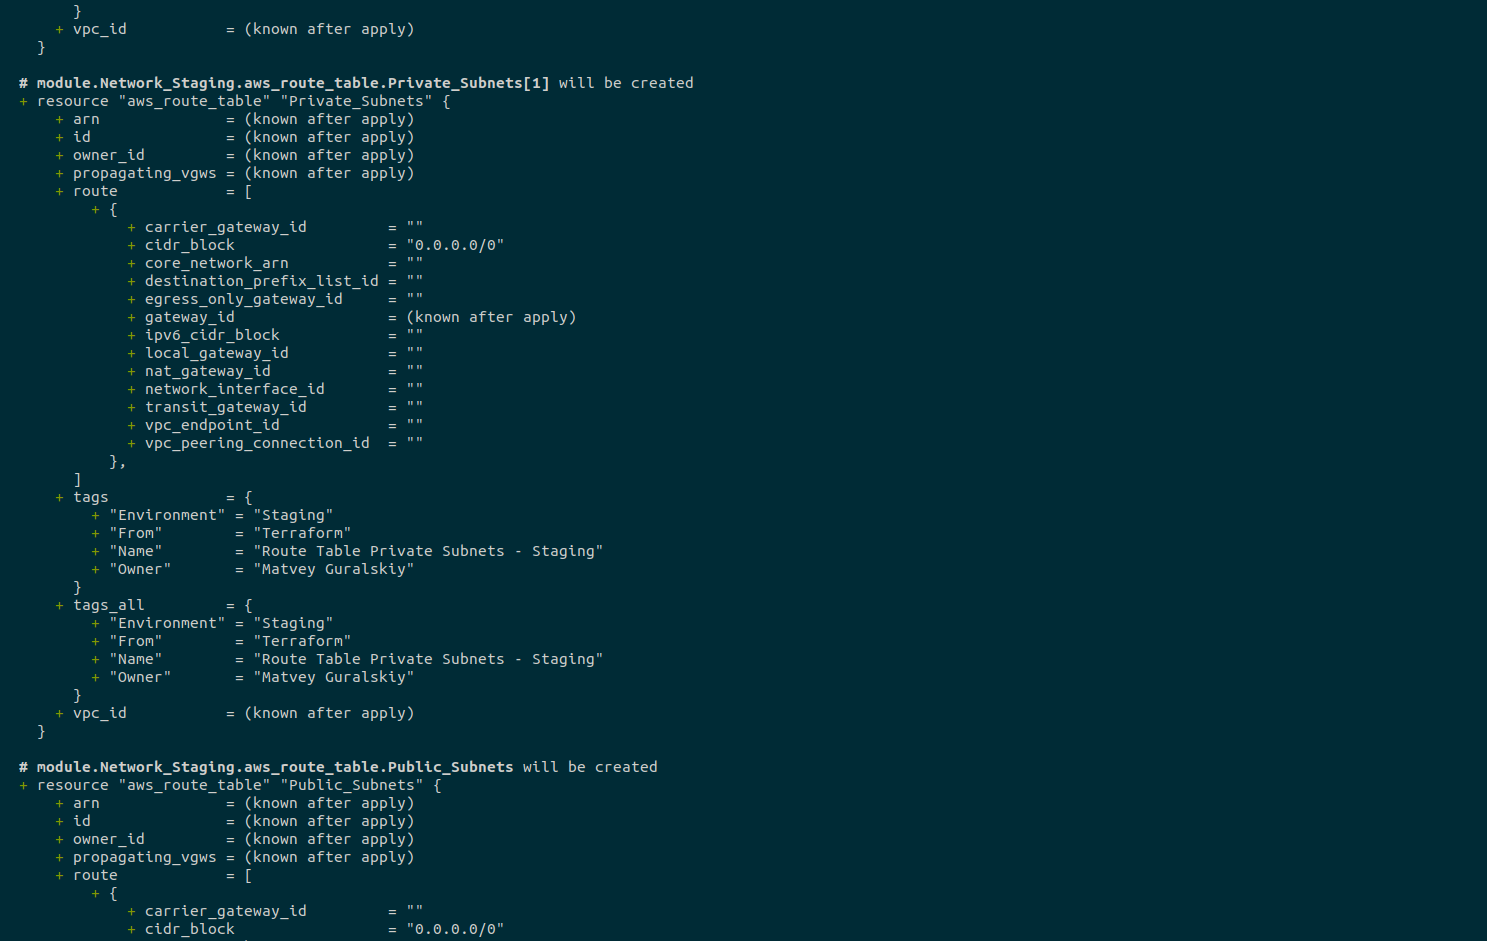 }
+ vpc_id           = (known after apply)
}
# module.Network_Staging.aws_route_table.Private_Subnets[1] will be created
+ resource "aws_route_table" "Private_Subnets" {
+ arn              = (known after apply)
+ id               = (known after apply)
+ owner_id         = (known after apply)
+ propagating_vgws = (known after apply)
+ route            = [
+ {
+ carrier_gateway_id         = ""
+ cidr_block                 = "0.0.0.0/0"
+ core_network_arn           = ""
+ destination_prefix_list_id = ""
+ egress_only_gateway_id     = ""
+ gateway_id                 = (known after apply)
+ ipv6_cidr_block            = ""
+ local_gateway_id           = ""
+ nat_gateway_id             = ""
+ network_interface_id       = ""
+ transit_gateway_id         = ""
+ vpc_endpoint_id            = ""
+ vpc_peering_connection_id  = ""
},
]
+ tags             = {
+ "Environment" = "Staging"
+ "From"        = "Terraform"
+ "Name"        = "Route Table Private Subnets - Staging"
+ "Owner"       = "Matvey Guralskiy"
}
+ tags_all         = {
+ "Environment" = "Staging"
+ "From"        = "Terraform"
+ "Name"        = "Route Table Private Subnets - Staging"
+ "Owner"       = "Matvey Guralskiy"
}
+ vpc_id           = (known after apply)
}
# module.Network_Staging.aws_route_table.Public_Subnets will be created
+ resource "aws_route_table" "Public_Subnets" {
+ arn              = (known after apply)
+ id               = (known after apply)
+ owner_id         = (known after apply)
+ propagating_vgws = (known after apply)
+ route            = [
+ {
+ carrier_gateway_id         = ""
+ cidr_block                 = "0.0.0.0/0"